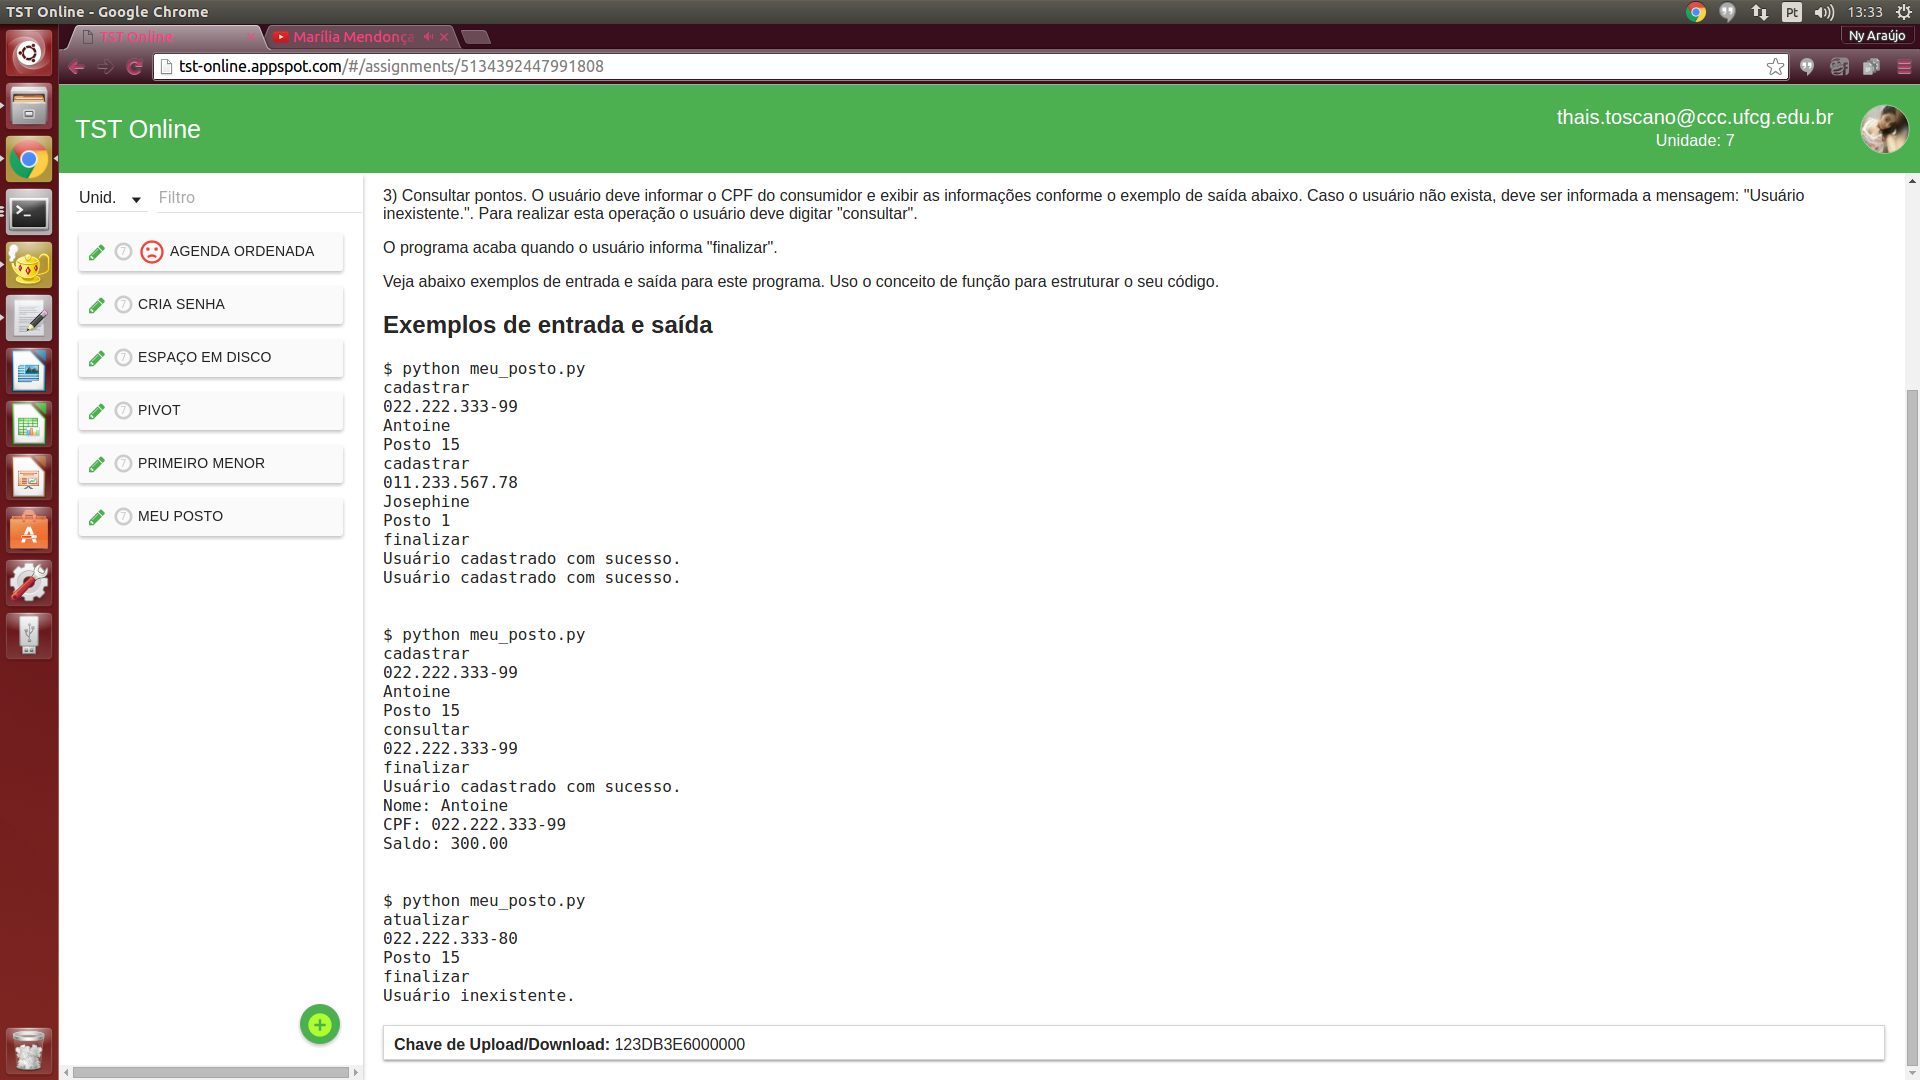 TST Online - Google Chrome
Pt
13:33
TST Online
Marília Mendonça
Ny Araújo
tst-online.appspot.com/#/assignments/5134392447991808
TST Online
thais.toscano@ccc.ufcg.edu.br
Unidade: 7
Unid.
Filtro
7 AGENDA ORDENADA
7 CRIA SENHA
7 ESPAÇO EM DISCO
7 PIVOT
7 PRIMEIRO MENOR
7 MEU POSTO
3) Consultar pontos. O usuário deve informar o CPF do consumidor e exibir as informações conforme o exemplo de saída abaixo. Caso o usuário não exista, deve ser informada a mensagem: "Usuário
inexistente.". Para realizar esta operação o usuário deve digitar "consultar".
O programa acaba quando o usuário informa "finalizar".
Veja abaixo exemplos de entrada e saída para este programa. Uso o conceito de função para estruturar o seu código.
Exemplos de entrada e saída
$ python meu_posto.py
cadastrar
022.222.333-99
Antoine
Posto 15
cadastrar
011.233.567.78
Josephine
Posto 1
finalizar
Usuário cadastrado com sucesso.
Usuário cadastrado com sucesso.
$ python meu_posto.py
cadastrar
022.222.333-99
Antoine
Posto 15
consultar
022.222.333-99
finalizar
Usuário cadastrado com sucesso.
Nome: Antoine
CPF: 022.222.333-99
Saldo: 300.00
$ python meu_posto.py
atualizar
022.222.333-80
Posto 15
finalizar
Usuário inexistente.
Chave de Upload/Download: 123DB3E6000000